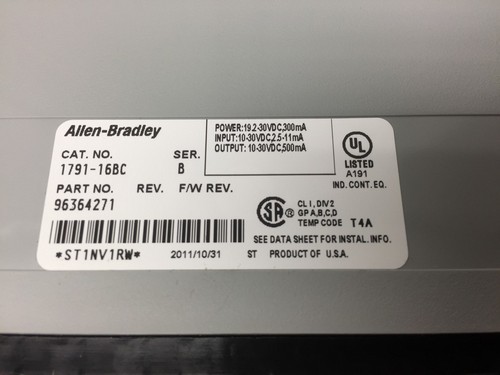 Allen-Bradley
POWER:19.2-30VDC,300mA
INPUT:10-30VDC,2.5-11mA
OUTPUT: 10-30VDC,500mA
CAT. NO. SER.
1791-16BC B
UL
LISTED
A191
IND. CONT. EQ.
PART NO. REV. F/W REV.
96364271
SA
CL I, DIV2
GP A,B,C,D
TEMP CODE T4A
SEE DATA SHEET FOR INSTAL. INFO.
*ST1NV1RW* 2011/10/31 ST PRODUCT OF U.S.A.